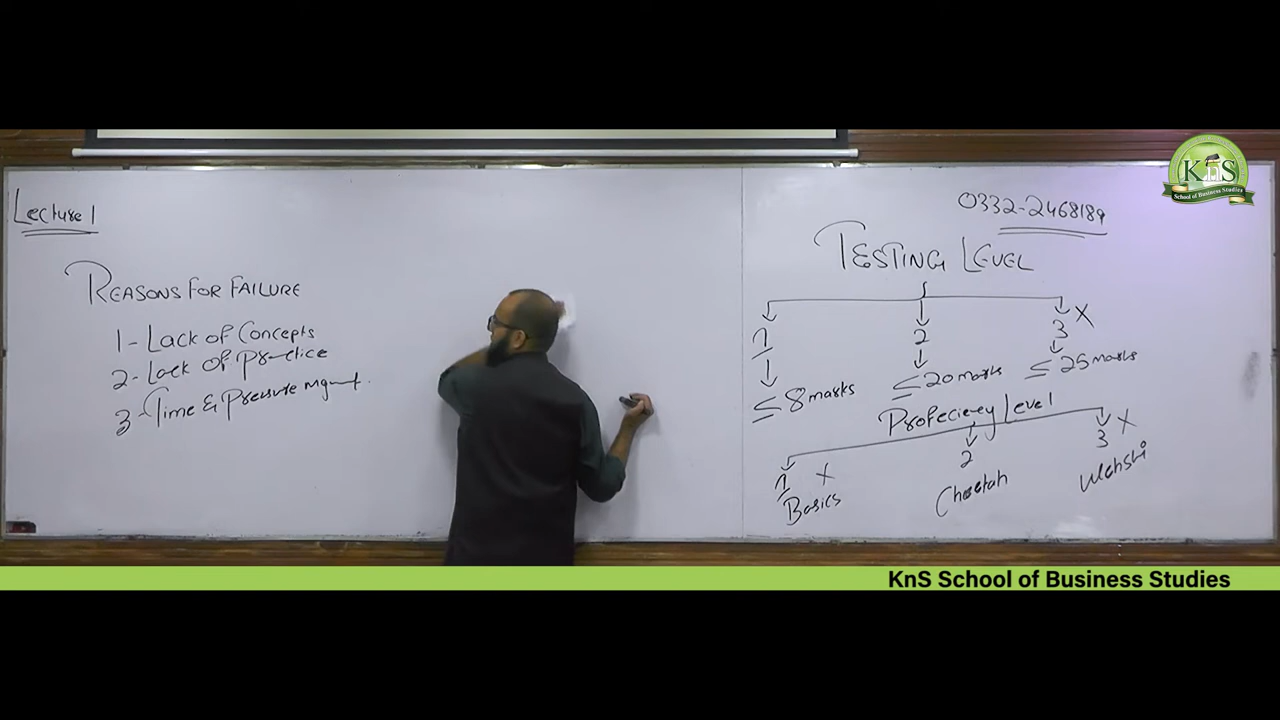 Lecture 1
REASONS FOR FAILURE
1- Lack of Concepts
2- Lack of Practice
3- Time & Pressure Mgmt.
0332-2468189
TESTING LEVEL
1 2 3 X
≤ 8 marks ≤ 20 marks ≤ 25 marks
Profeciency Level
1 X 2 3 X
Basics Cheetah Wehshi
KnS
School of Business Studies
KnS School of Business Studies